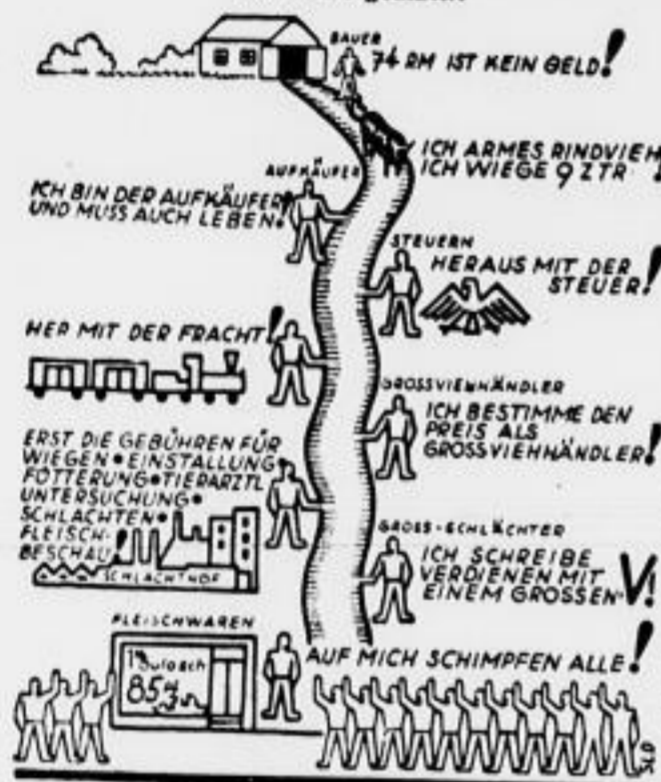 BAUER
74 RM IST KEIN GELD!
ICH ARMES RINDVIEH
ICH WIEGE 9 ZTR!
AUFKÄUFER
ICH BIN DER AUFKÄUFER
UND MUSS AUCH LEBEN!
STEUERN
HERAUS MIT DER
STEUER!
HER MIT DER FRACHT!
GROSSVIEHHÄNDLER
ICH BESTIMME DEN
PREIS ALS
GROSSVIEHHÄNDLER!
ERST DIE GEBÜHREN FÜR
WIEGEN • EINSTALLUNG •
FÜTTERUNG • TIERÄRZTL
UNTERSUCHUNG •
SCHLACHTEN •
FLEISCH-
BESCHAU!
SCHLACHTHOF
GROSS-SCHLÄCHTER
ICH SCHREIBE
VERDIENEN MIT
EINEM GROSSEN V!
FLEISCHWAREN
Gulasch
85
AUF MICH SCHIMPFEN ALLE!